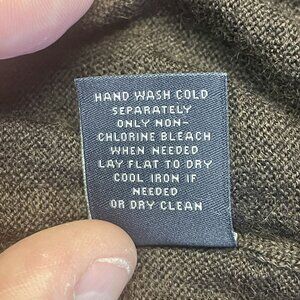 HAND WASH COLD
SEPARATELY
ONLY NON-
CHLORINE BLEACH
WHEN NEEDED
LAY FLAT TO DRY
COOL IRON IF
NEEDED
OR DRY CLEAN